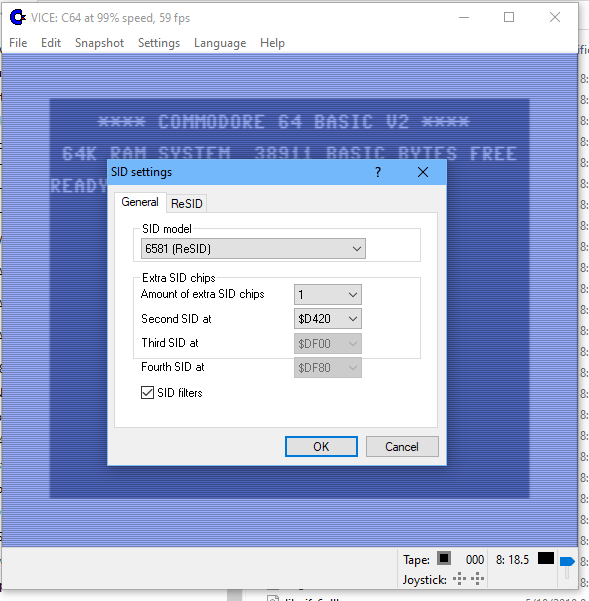 VICE: C64 at 99% speed, 59 fps
File Edit Snapshot Settings Language Help
**** COMMODORE 64 BASIC V2 ****
64K RAM SYSTEM 38911 BASIC BYTES FREE
READY
SID settings ?
General ReSID
SID model
6581 (ReSID)
Extra SID chips
Amount of extra SID chips 1
Second SID at $D420
Third SID at $DF00
Fourth SID at $DF80
SID filters
OK Cancel
Tape: 000 8: 18.5
Joystick: